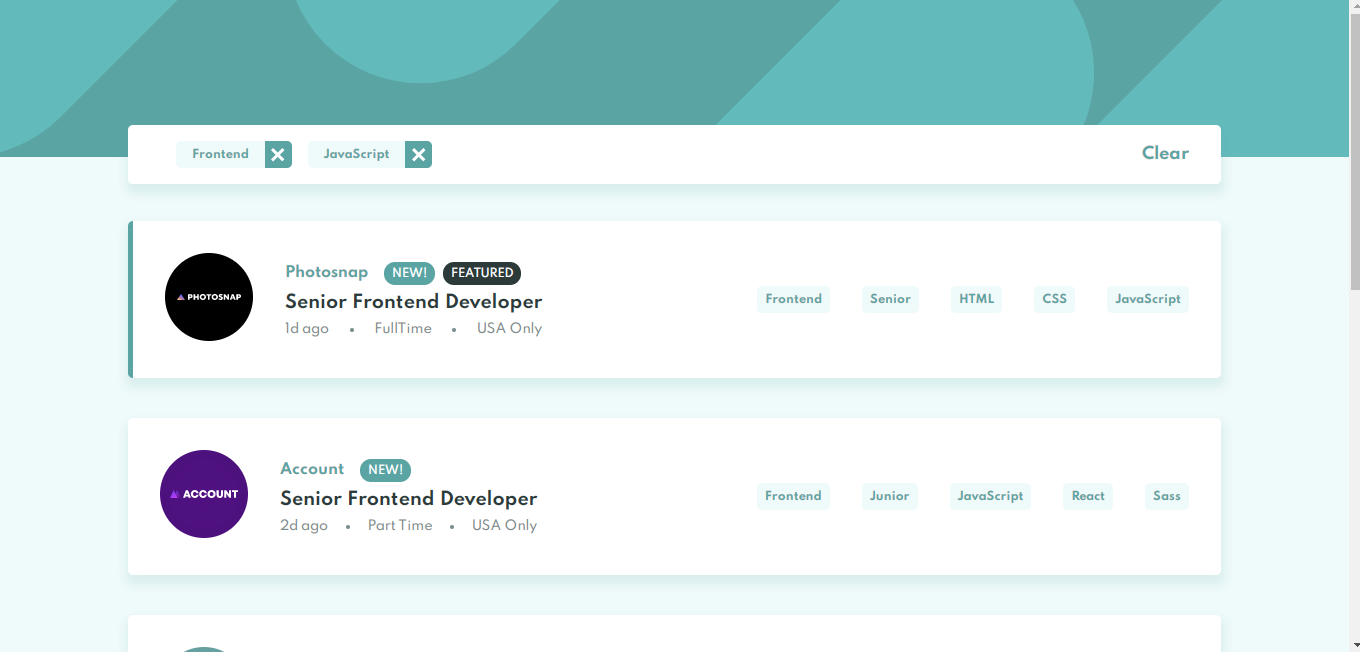 Frontend JavaScript Clear
PHOTOSNAP
Photosnap NEW! FEATURED
Senior Frontend Developer
1d ago • FullTime • USA Only
Frontend Senior HTML CSS JavaScript
ACCOUNT
Account NEW!
Senior Frontend Developer
2d ago • Part Time • USA Only
Frontend Junior JavaScript React Sass